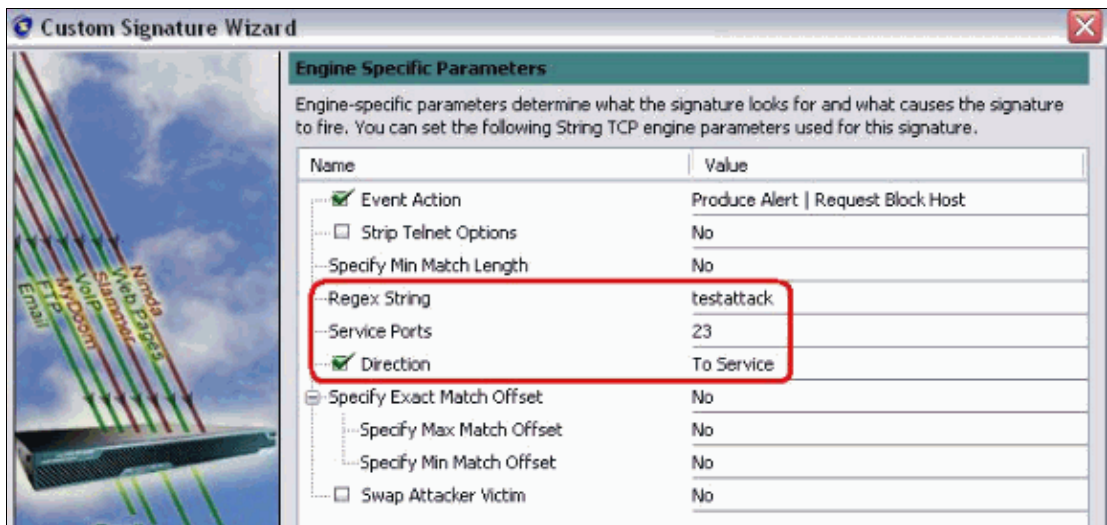 Custom Signature Wizard
Engine Specific Parameters
Engine-specific parameters determine what the signature looks for and what causes the signature
to fire. You can set the following String TCP engine parameters used for this signature.
Name Value
Event Action Produce Alert | Request Block Host
Strip Telnet Options No
Specify Min Match Length No
Regex String testattack
Service Ports 23
Direction To Service
Specify Exact Match Offset No
Specify Max Match Offset No
Specify Min Match Offset No
Swap Attacker Victim No
Email
FTP
MyDoom
VoIP
Slammer
Web Pages
Nimda